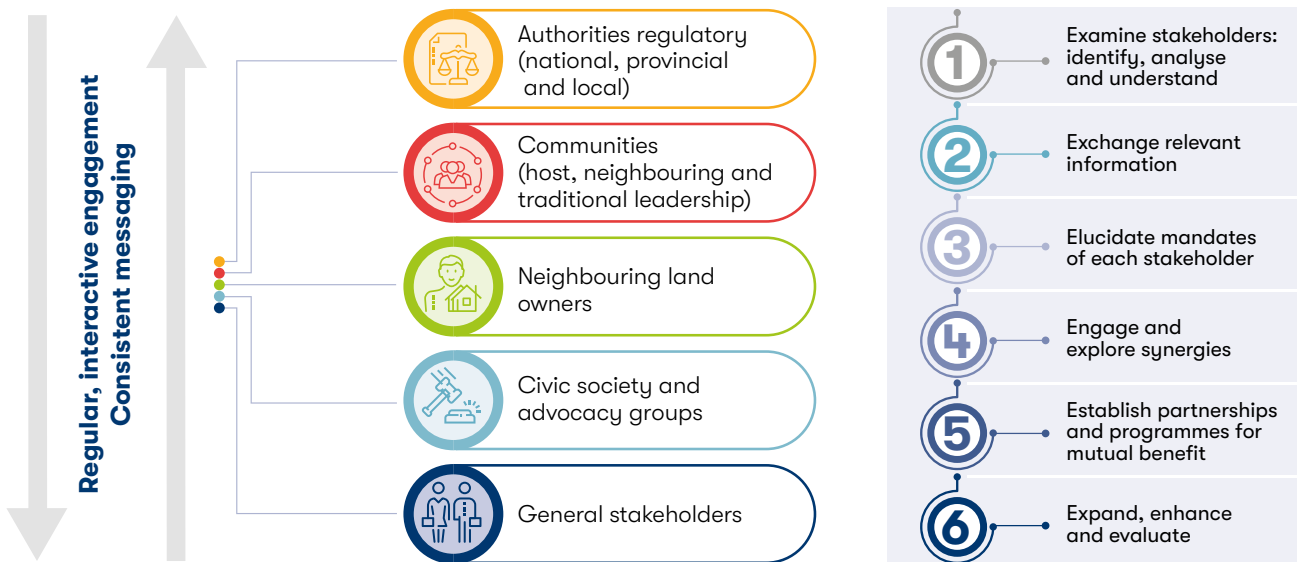 Regular, interactive engagement
Consistent messaging
Authorities regulatory
(national, provincial
and local)
Communities
(host, neighbouring and
traditional leadership)
Neighbouring land
owners
Civic society and
advocacy groups
General stakeholders
1
Examine stakeholders:
identify, analyse
and understand
2
Exchange relevant
information
3
Elucidate mandates
of each stakeholder
4
Engage and
explore synergies
5
Establish partnerships
and programmes for
mutual benefit
6
Expand, enhance
and evaluate